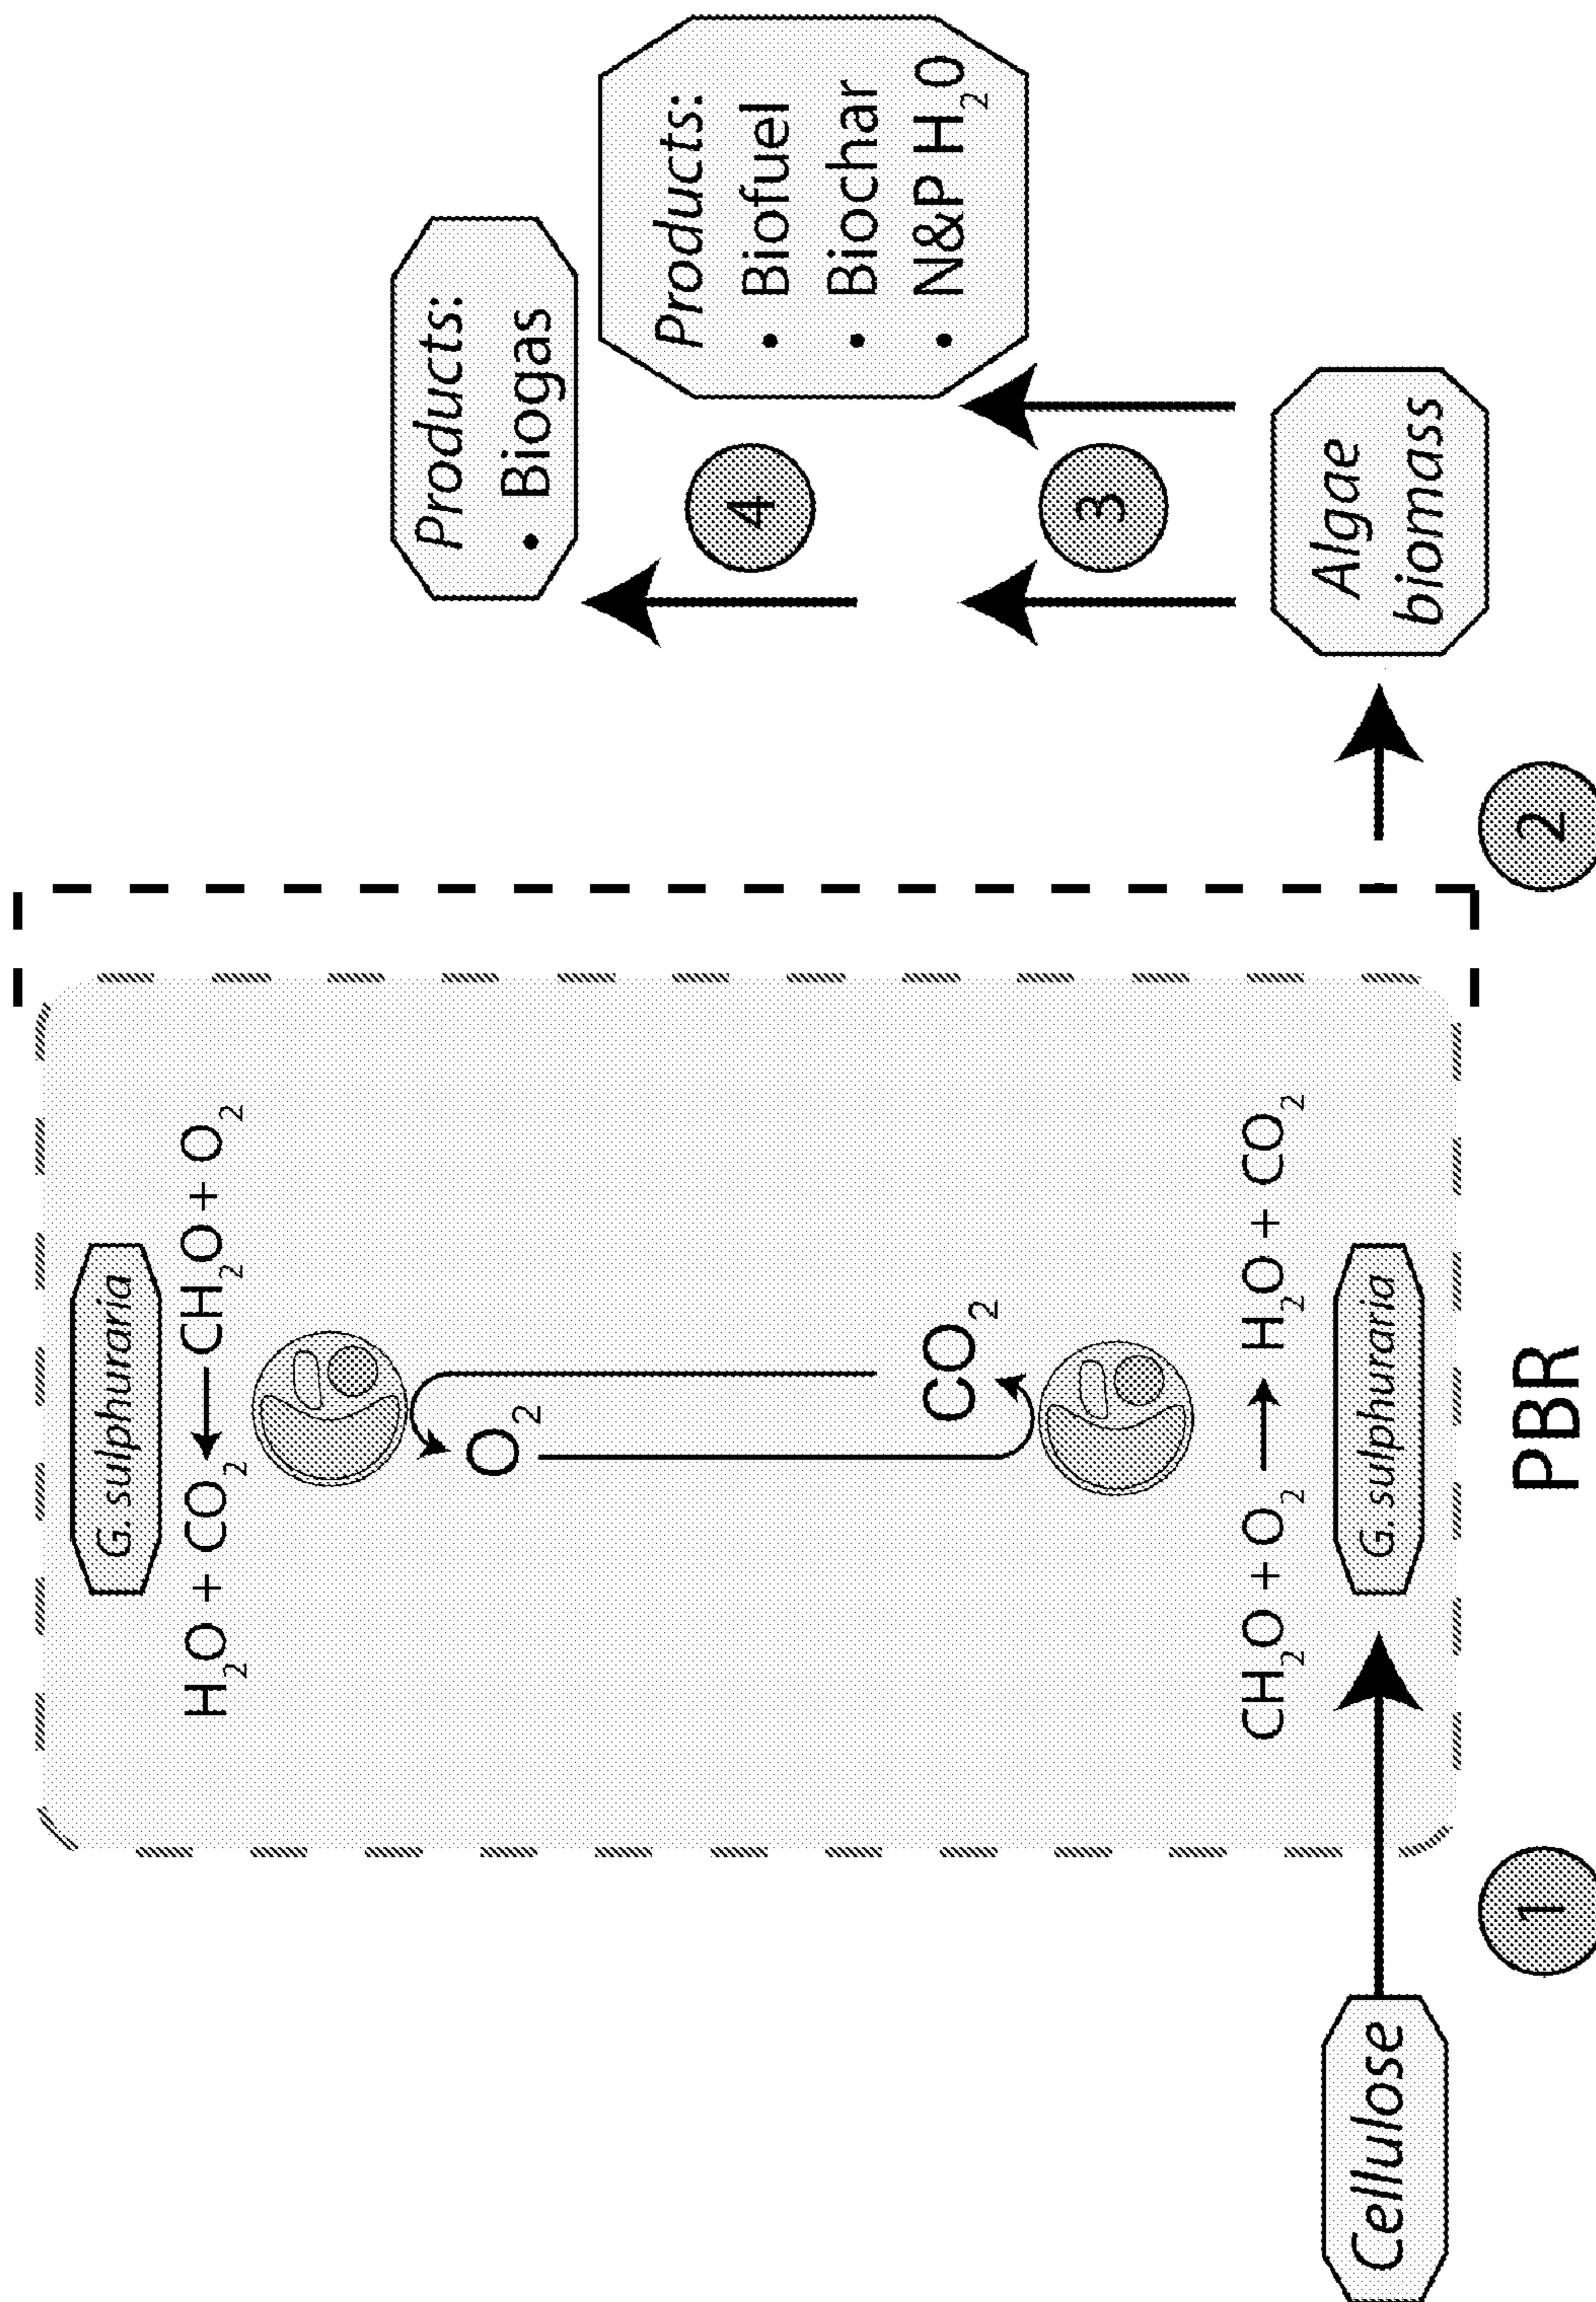 G. sulphuraria
H₂O + CO₂ ← CH₂O + O₂
O₂
CO₂
CH₂O + O₂ → H₂O + CO₂
Cellulose
G. sulphuraria
1
PBR
2
Products:
• Biogas
Products:
• Biofuel
• Biochar
• N&P H₂0
4
3
Algae
biomass